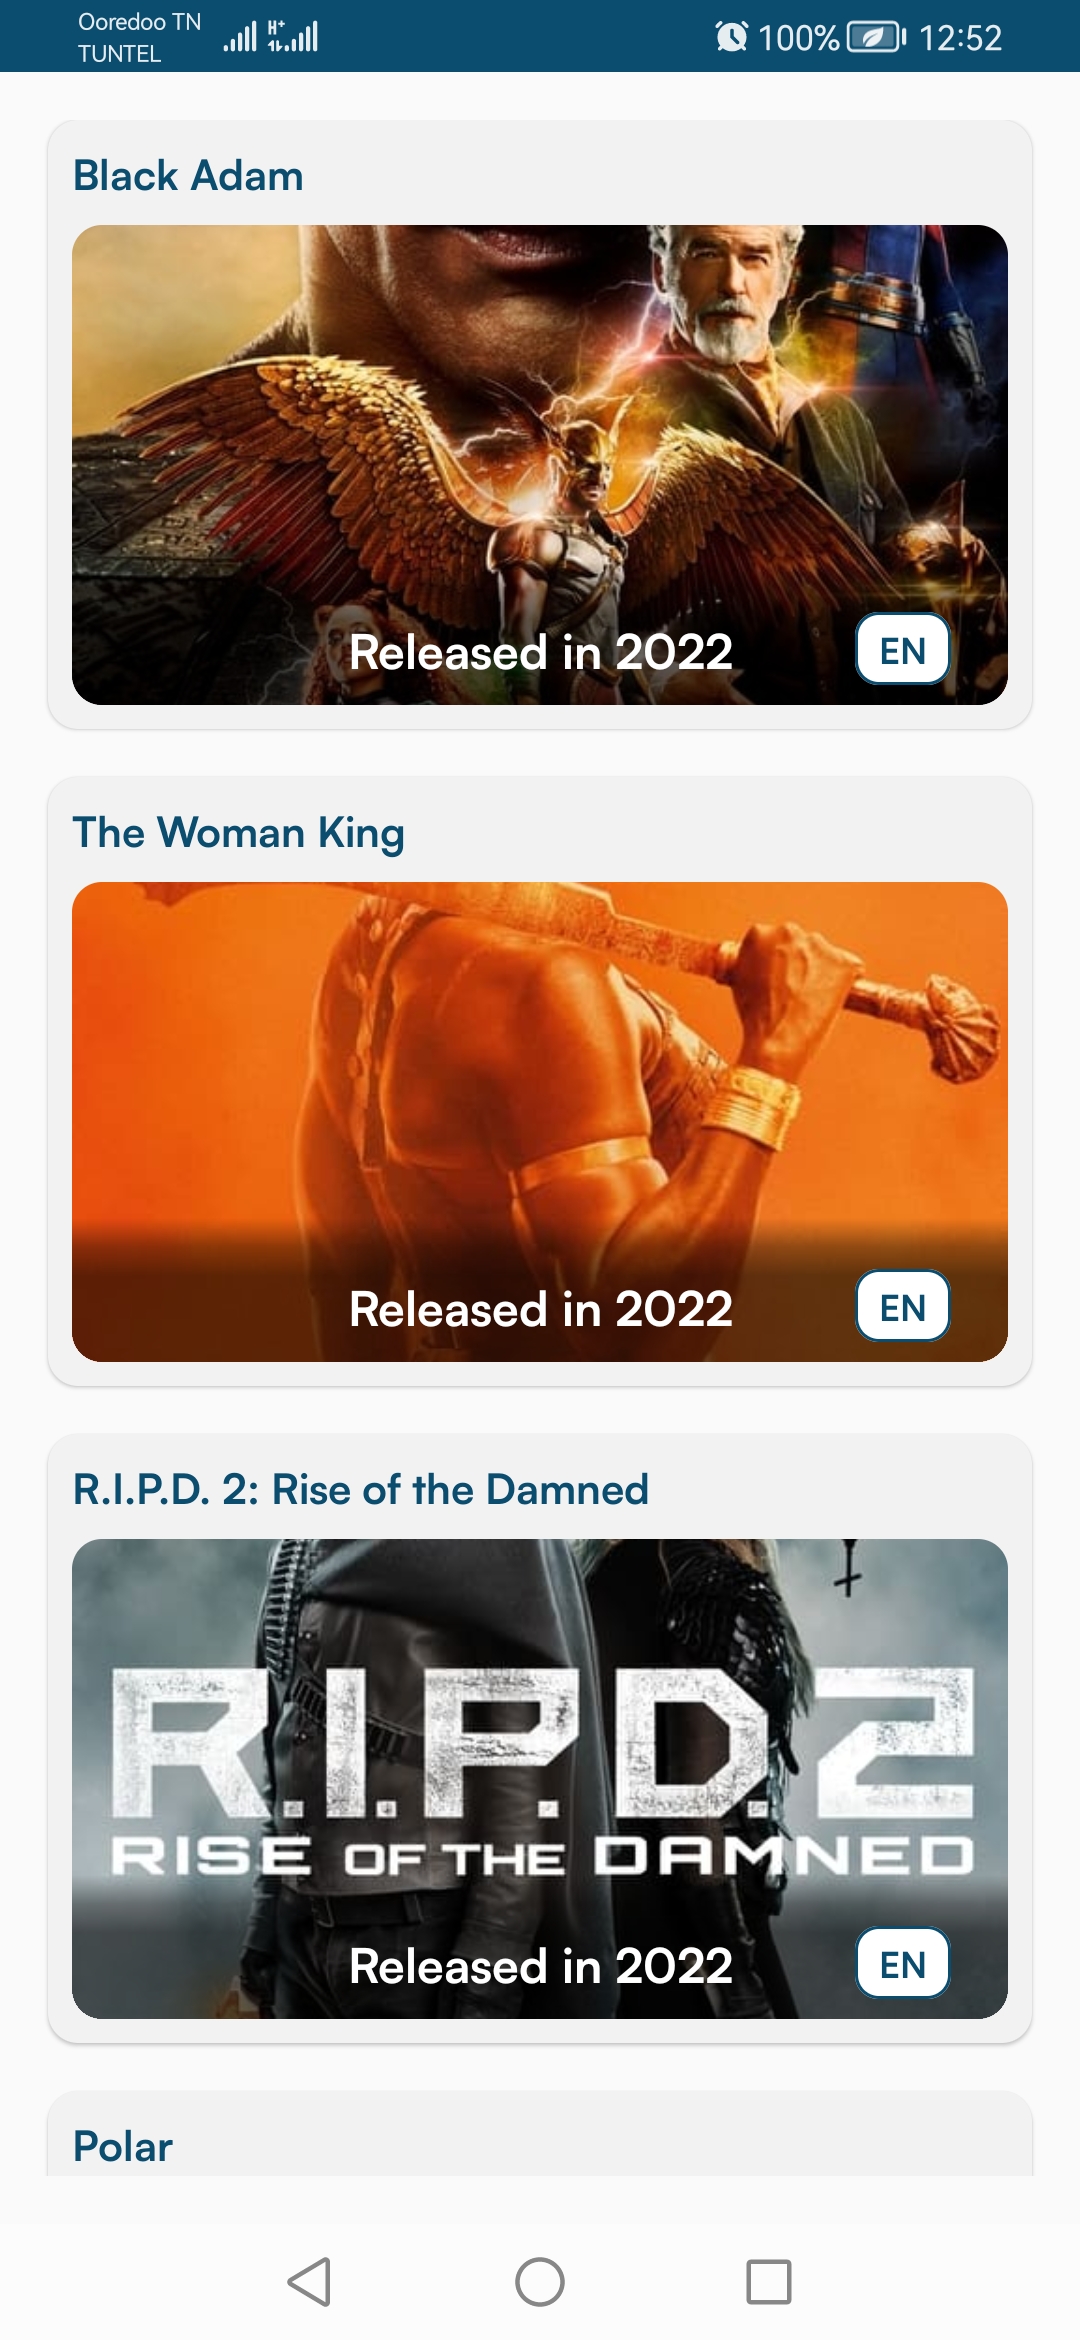 Ooredoo TN
TUNTEL
H+
100%
12:52
Black Adam
Released in 2022
EN
The Woman King
Released in 2022
EN
R.I.P.D. 2: Rise of the Damned
R.I.P.D.2
RISE OF THE DAMNED
Released in 2022
EN
Polar